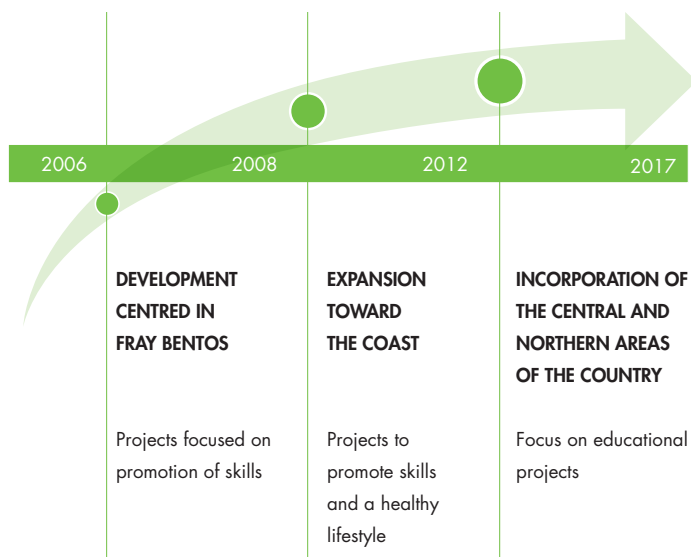 2006
2008
2012
2017
DEVELOPMENT
CENTRED IN
FRAY BENTOS
Projects focused on
promotion of skills
EXPANSION
TOWARD
THE COAST
Projects to
promote skills
and a healthy
lifestyle
INCORPORATION OF
THE CENTRAL AND
NORTHERN AREAS
OF THE COUNTRY
Focus on educational
projects